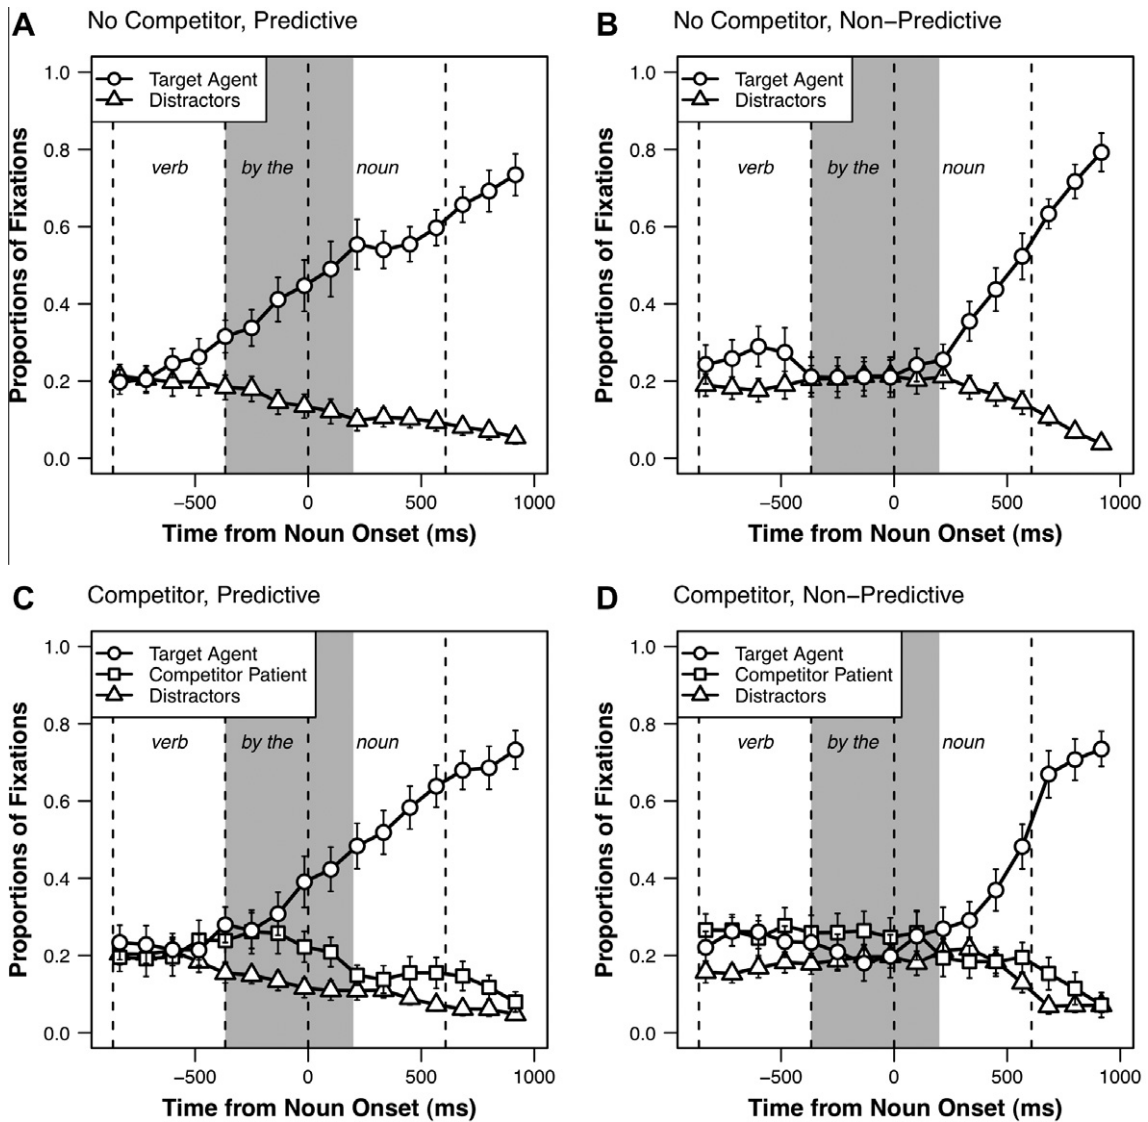 A No Competitor, Predictive
Target Agent
Distractors
verb by the noun
1.0
0.8
0.6
0.4
0.2
0.0
Proportions of Fixations
−500 0 500 1000
Time from Noun Onset (ms)
B No Competitor, Non−Predictive
Target Agent
Distractors
verb by the noun
1.0
0.8
0.6
0.4
0.2
0.0
Proportions of Fixations
−500 0 500 1000
Time from Noun Onset (ms)
C Competitor, Predictive
Target Agent
Competitor Patient
Distractors
verb by the noun
1.0
0.8
0.6
0.4
0.2
0.0
Proportions of Fixations
−500 0 500 1000
Time from Noun Onset (ms)
D Competitor, Non−Predictive
Target Agent
Competitor Patient
Distractors
verb by the noun
1.0
0.8
0.6
0.4
0.2
0.0
Proportions of Fixations
−500 0 500 1000
Time from Noun Onset (ms)